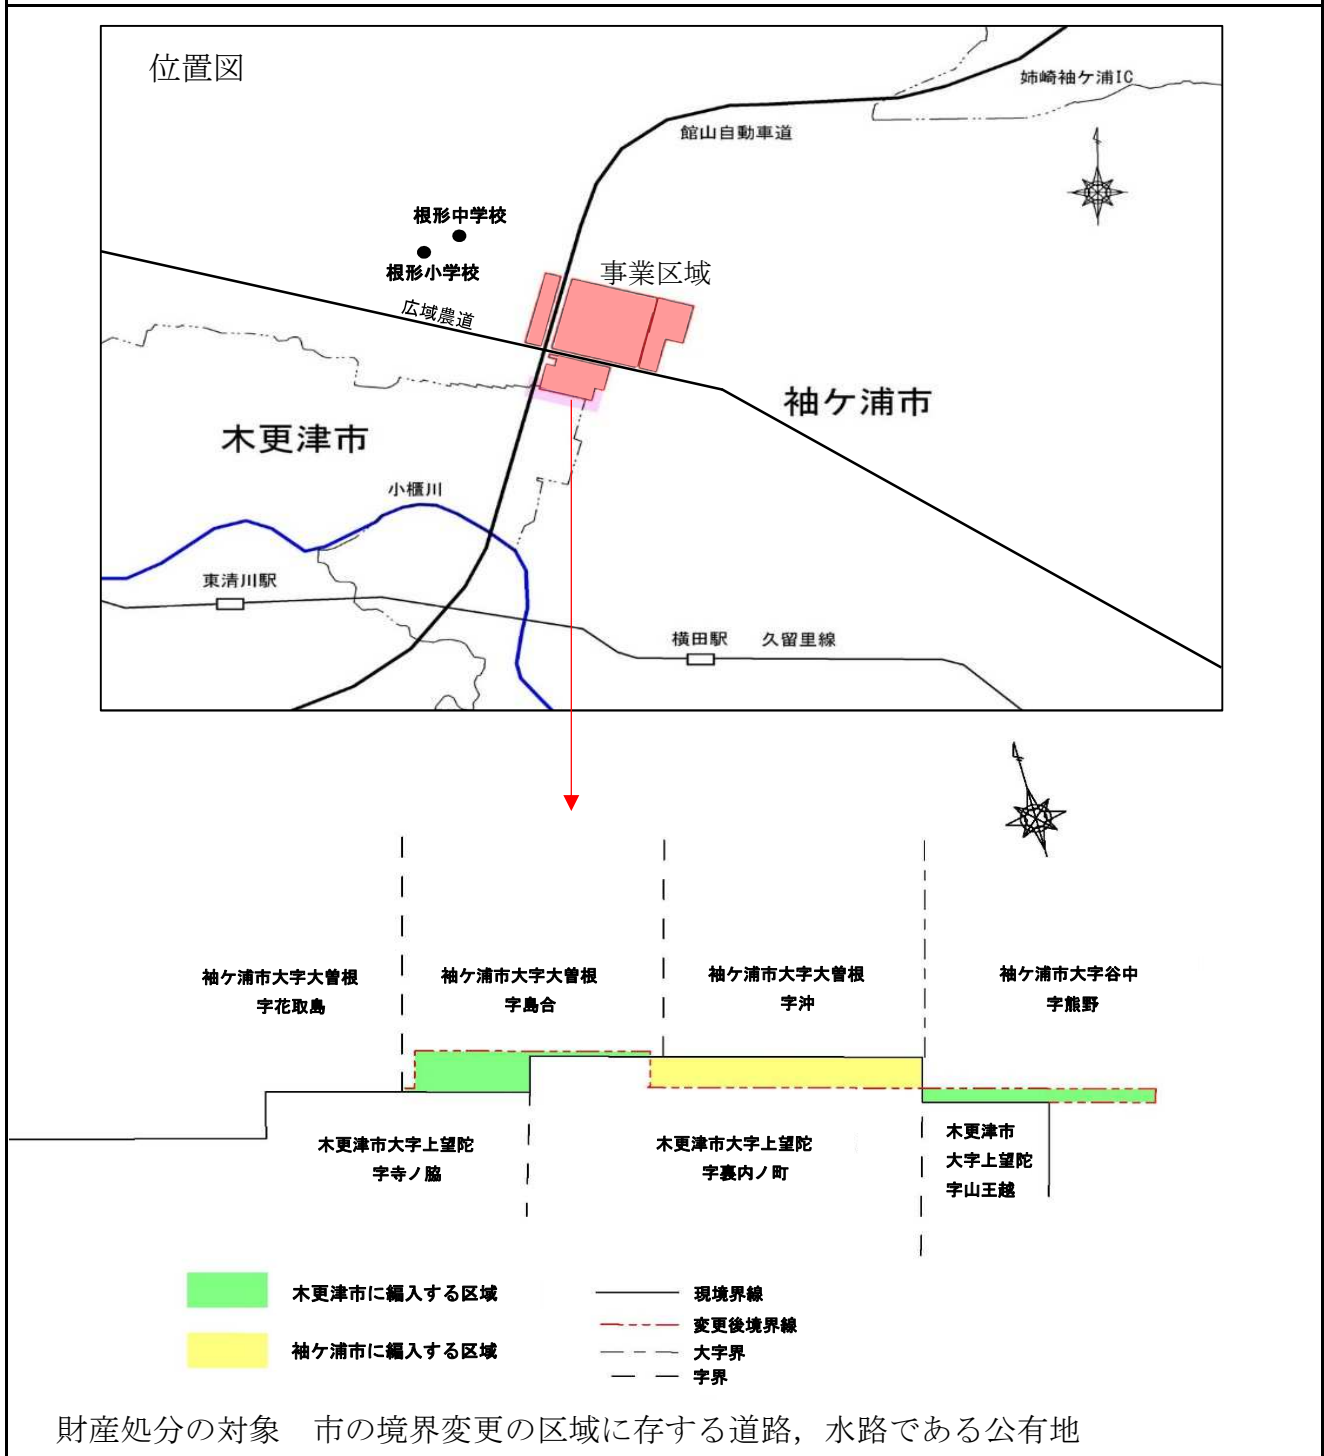 位置図
姉崎袖ケ浦IC
館山自動車道
根形中学校
根形小学校
事業区域
広域農道
袖ケ浦市
木更津市
小櫃川
東清川駅
横田駅
久留里線
袖ケ浦市大字大曽根
字花取島
袖ケ浦市大字大曽根
字島合
袖ケ浦市大字大曽根
字沖
袖ケ浦市大字谷中
字熊野
木更津市大字上望陀
字寺ノ脇
木更津市大字上望陀
字裏内ノ町
木更津市
大字上望陀
字山王越
木更津市に編入する区域
袖ケ浦市に編入する区域
現境界線
変更後境界線
大字界
字界
財産処分の対象　市の境界変更の区域に存する道路，水路である公有地